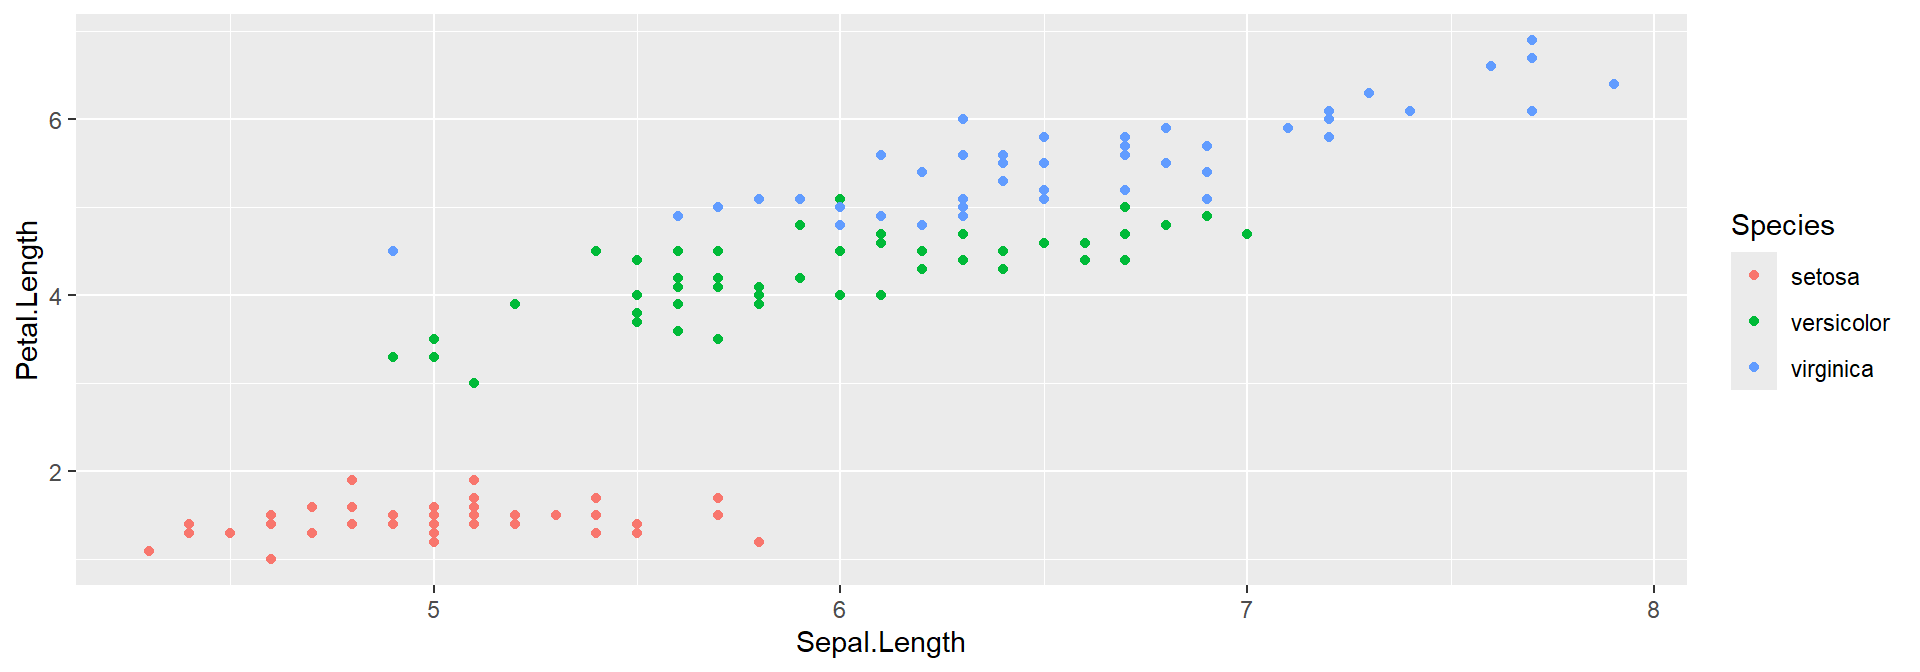 6
4
2
Petal.Length
5 6 7 8
Sepal.Length
Species
setosa
versicolor
virginica